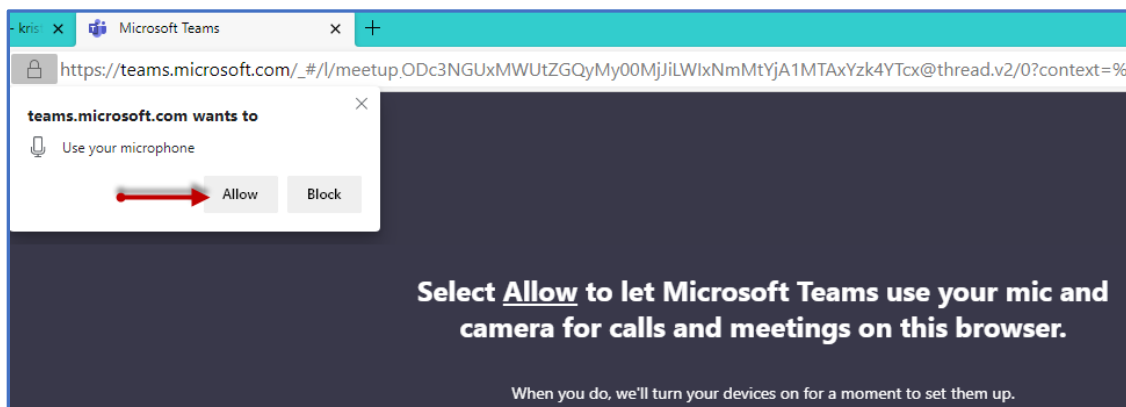 - kris
Microsoft Teams
https://teams.microsoft.com/_#/l/meetup.ODc3NGUxMWUtZGQyMy00MjJiLWIxNmMtYjA1MTAxYzk4YTcx@thread.v2/0?context=%
teams.microsoft.com wants to
Use your microphone
Allow Block
Select Allow to let Microsoft Teams use your mic and
camera for calls and meetings on this browser.
When you do, we'll turn your devices on for a moment to set them up.